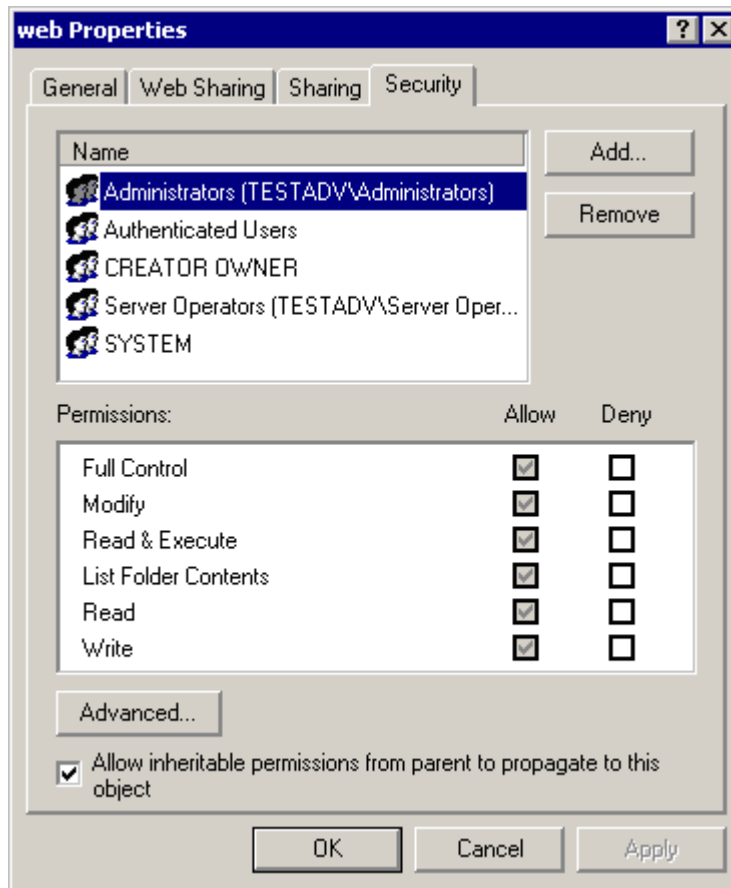 web Properties
General Web Sharing Sharing Security
Name
Add...
Administrators (TESTADV\Administrators)
Remove
Authenticated Users
CREATOR OWNER
Server Operators (TESTADV\Server Oper...
SYSTEM
Permissions: Allow Deny
Full Control
Modify
Read & Execute
List Folder Contents
Read
Write
Advanced...
Allow inheritable permissions from parent to propagate to this
object
OK Cancel Apply